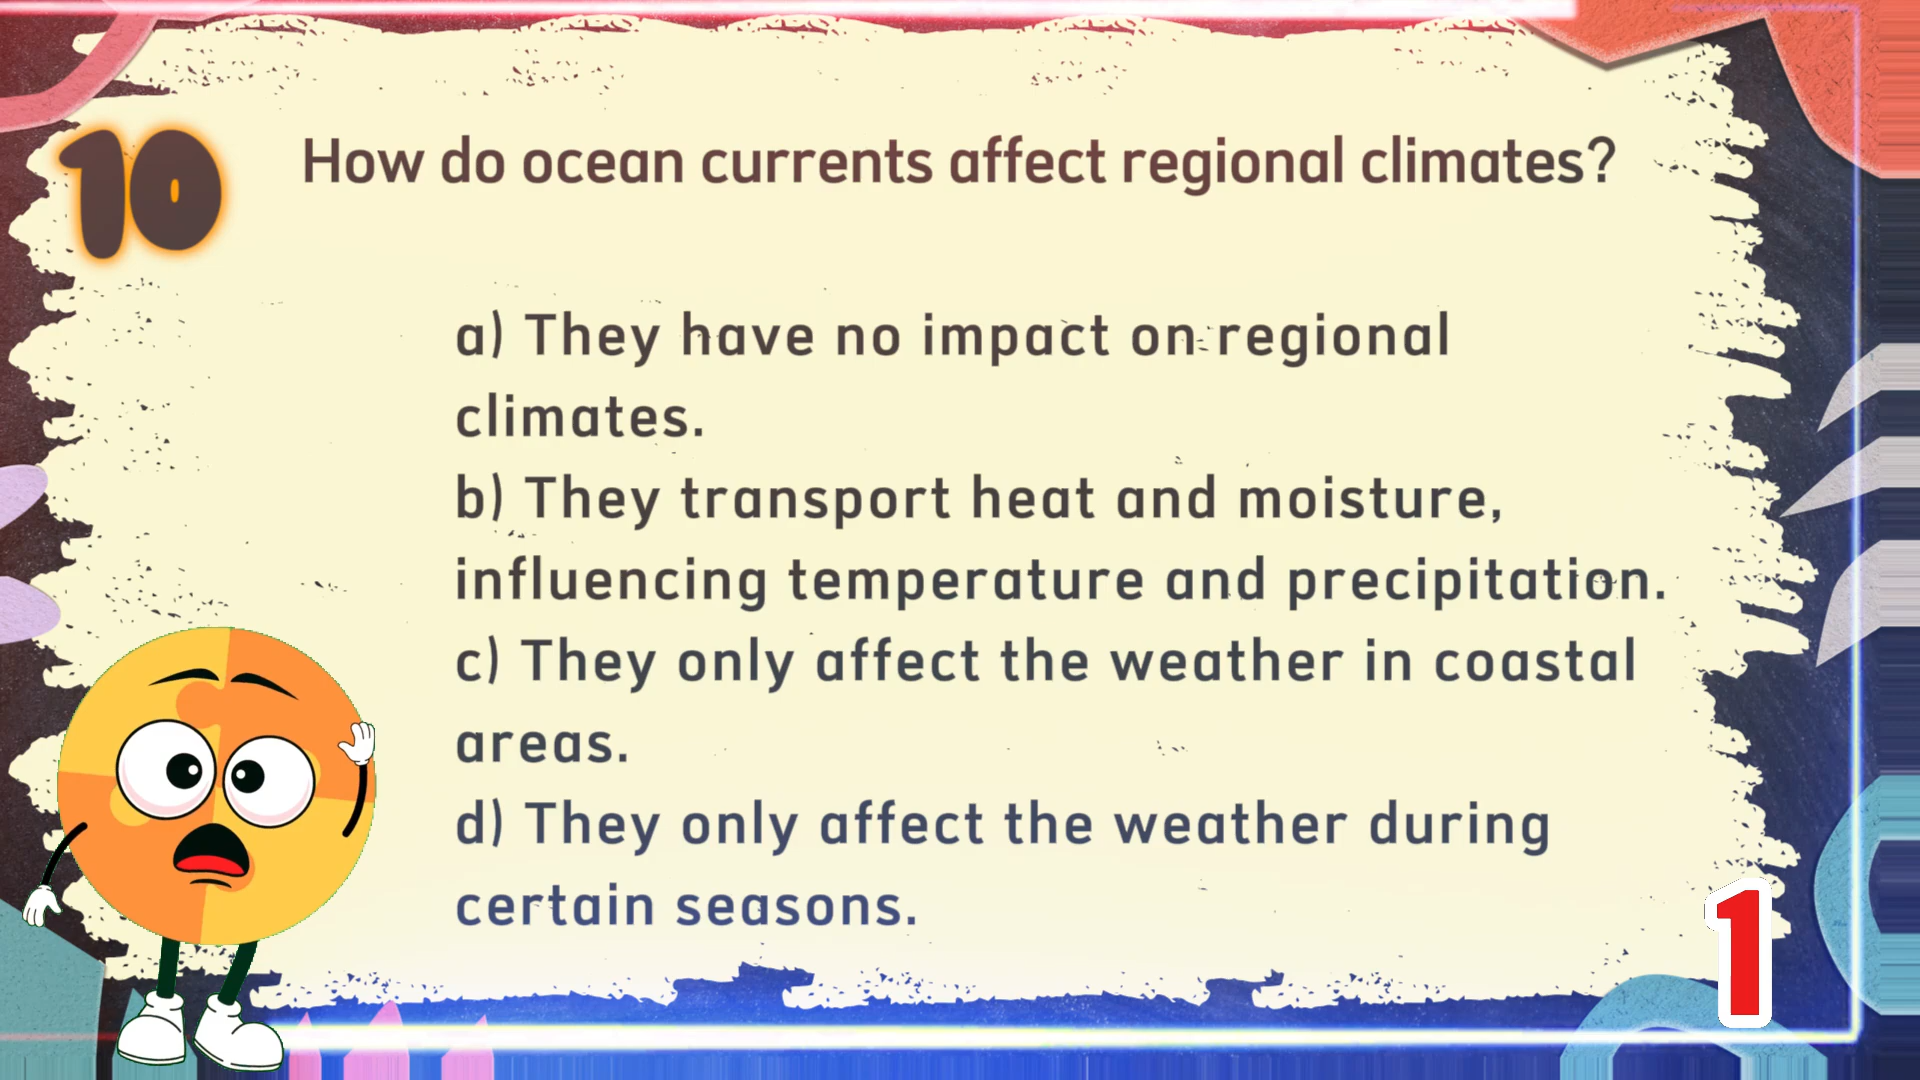 10
How do ocean currents affect regional climates?
a) They have no impact on regional
climates.
b) They transport heat and moisture,
influencing temperature and precipitation.
c) They only affect the weather in coastal
areas.
d) They only affect the weather during
certain seasons.
1